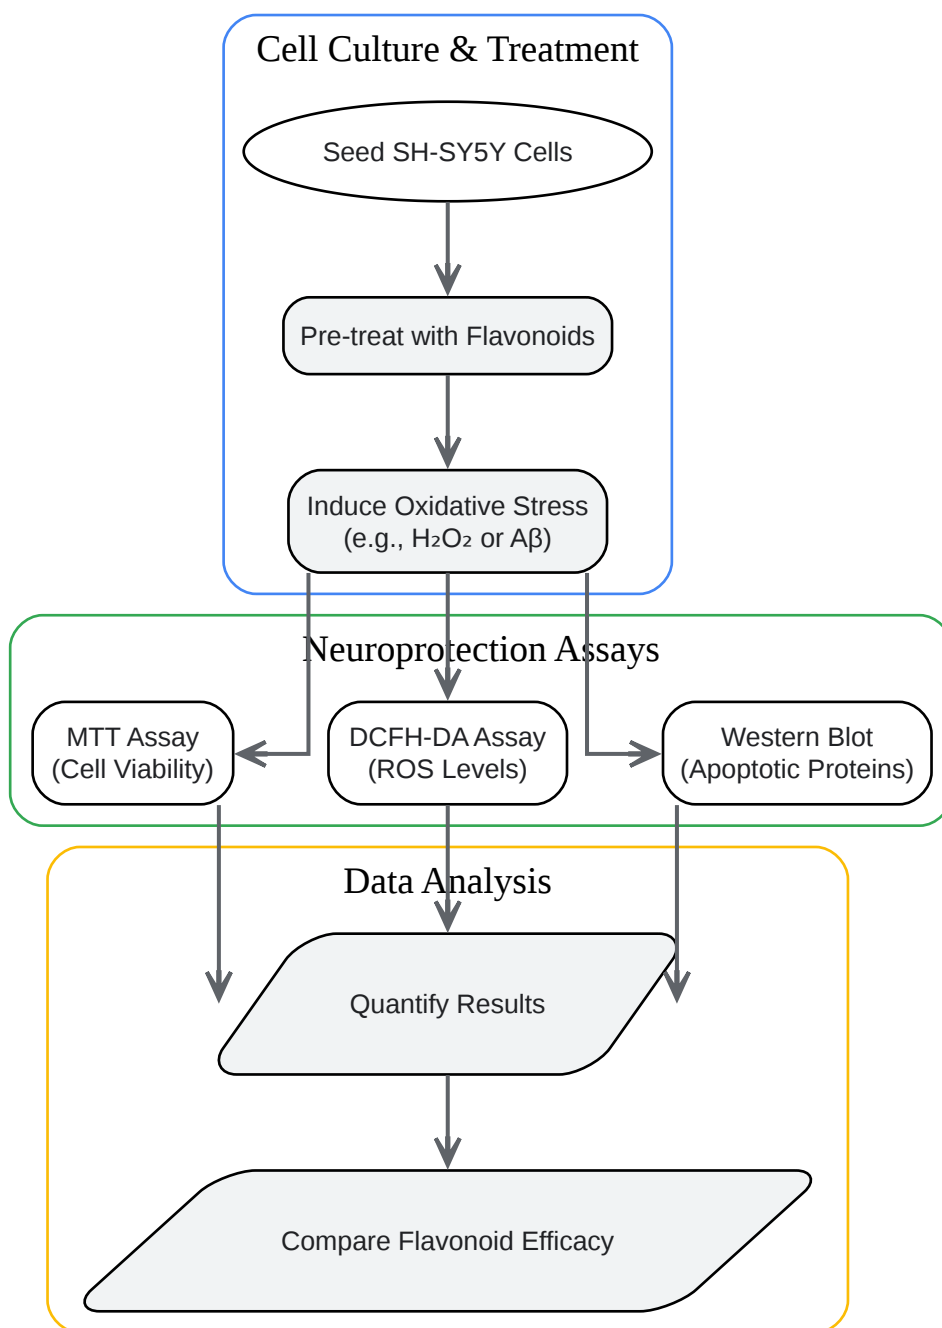 Cell Culture & Treatment
Seed SH-SY5Y Cells
Pre-treat with Flavonoids
Induce Oxidative Stress
(e.g., H₂O₂ or Aβ)
Neuroprotection Assays
MTT Assay
(Cell Viability)
DCFH-DA Assay
(ROS Levels)
Western Blot
(Apoptotic Proteins)
Data Analysis
Quantify Results
Compare Flavonoid Efficacy